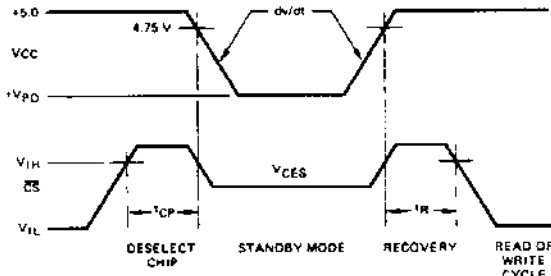 +5.0
4.75 V
dv/dt
VCC
+VPD
VIH
CS
VCES
tCP
tR
VIL
DESELECT CHIP
STANDBY MODE
RECOVERY
READ OR WRITE CYCLE